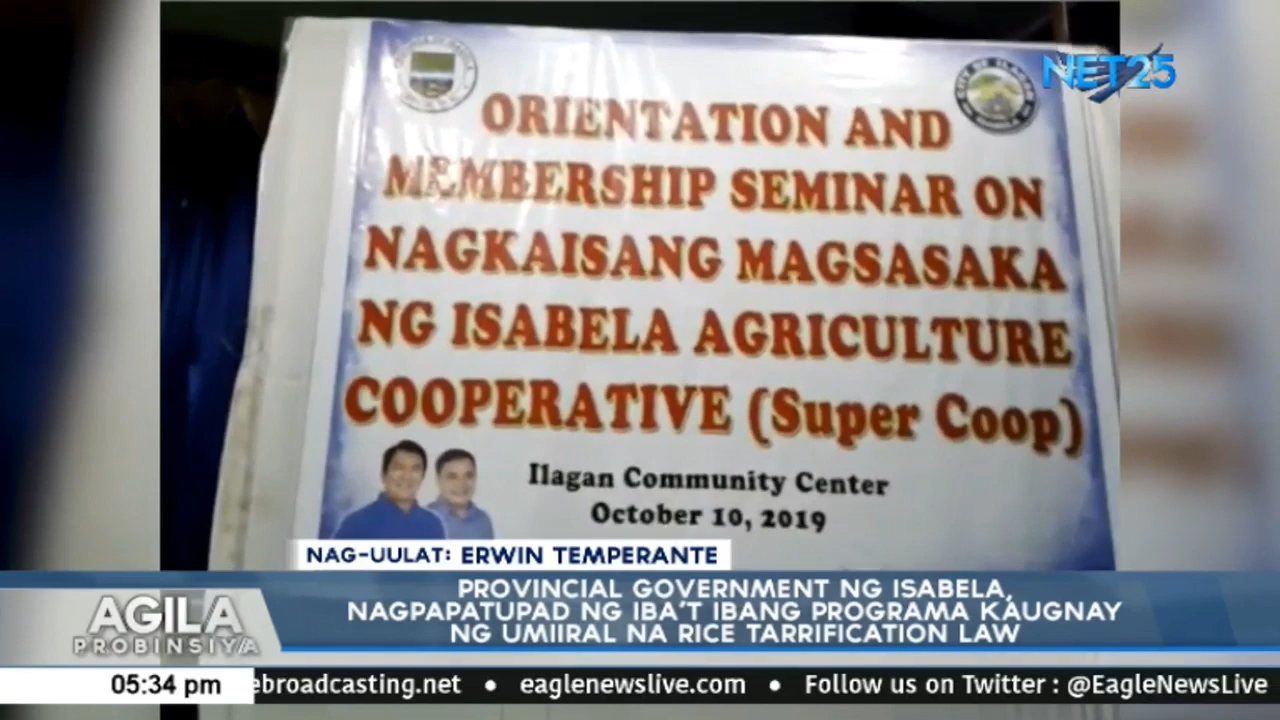 NET25
ORIENTATION AND
MEMBERSHIP SEMINAR ON
NAGKAISANG MAGSASAKA
NG ISABELA AGRICULTURE
COOPERATIVE (Super Coop)
Ilagan Community Center
October 10, 2019
NAG-UULAT: ERWIN TEMPERANTE
PROVINCIAL GOVERNMENT NG ISABELA,
NAGPAPATUPAD NG IBA'T IBANG PROGRAMA KAUGNAY
NG UMIIRAL NA RICE TARRIFICATION LAW
AGILA
PROBINSIYA
05:34 pm ebroadcasting.net • eaglenewslive.com • Follow us on Twitter : @EagleNewsLive